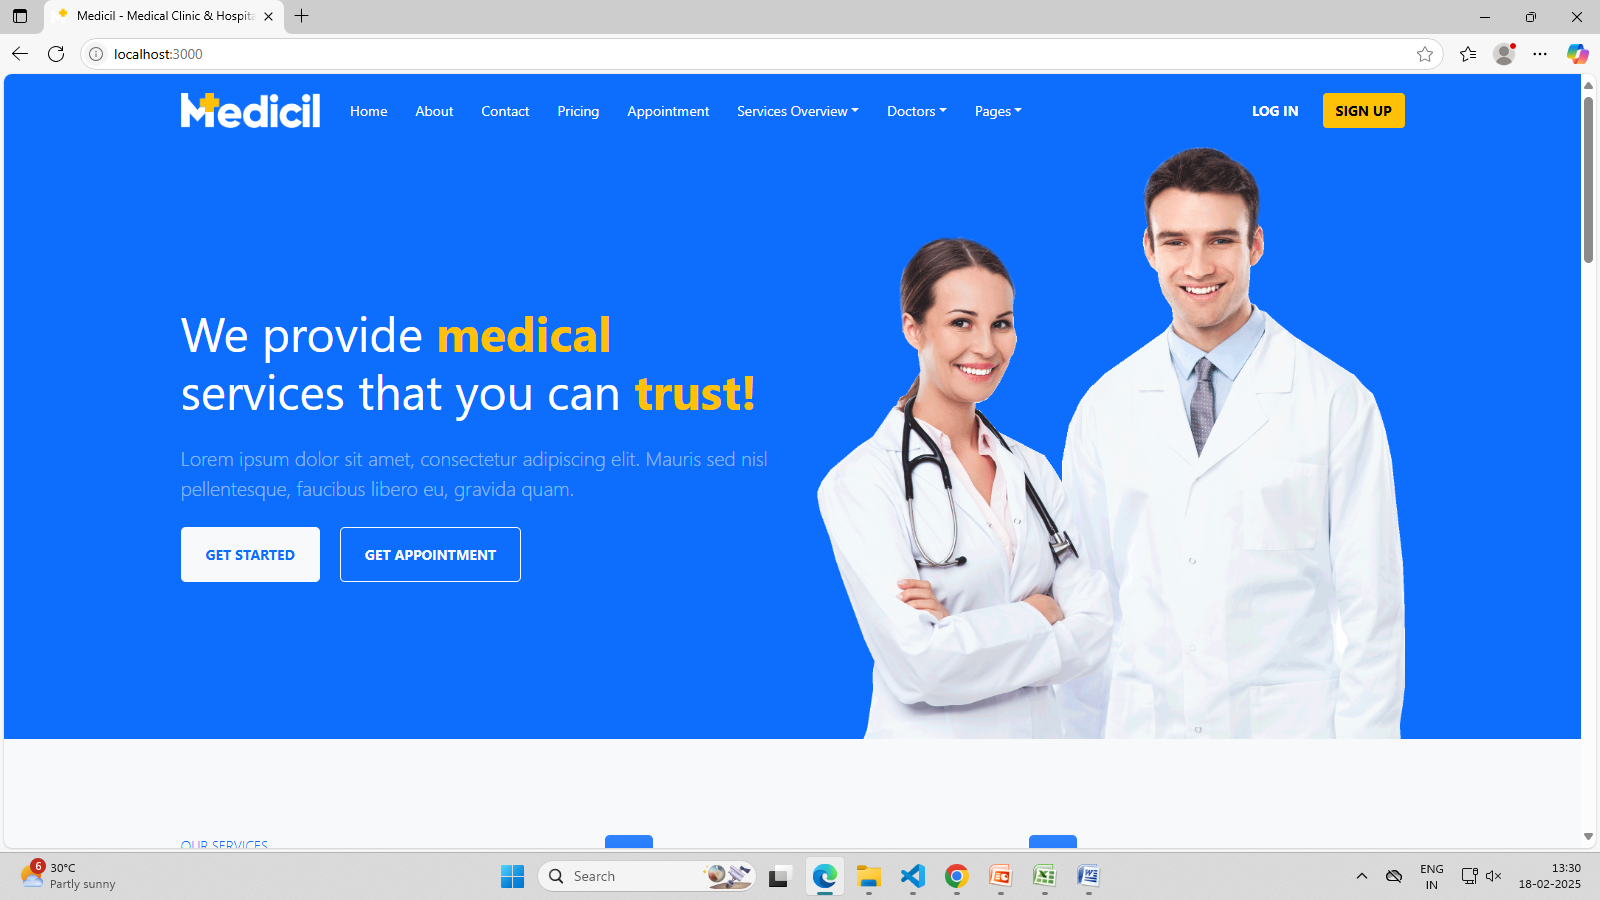 Medicil - Medical Clinic & Hospita
localhost:3000
Medicil
Home
About
Contact
Pricing
Appointment
Services Overview
Doctors
Pages
LOG IN
SIGN UP
We provide medical
services that you can trust!
Lorem ipsum dolor sit amet, consectetur adipiscing elit. Mauris sed nisl
pellentesque, faucibus libero eu, gravida quam.
GET STARTED
GET APPOINTMENT
OUR SERVICES
6
30°C
Partly sunny
Search
ENG
IN
13:30
18-02-2025